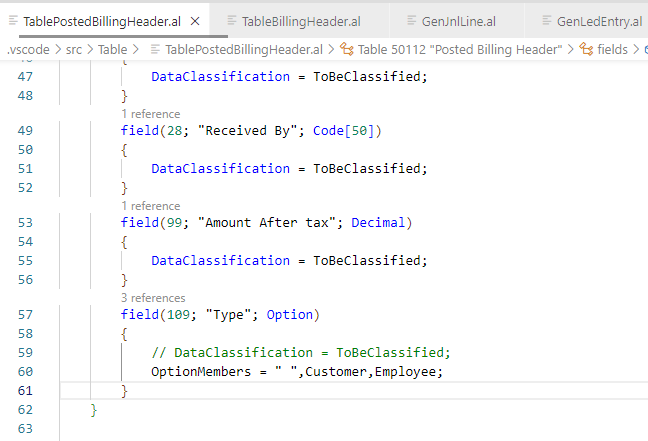 TablePostedBillingHeader.al
TableBillingHeader.al
GenJnlLine.al
GenLedEntry.al
.vscode > src > Table > TablePostedBillingHeader.al > Table 50112 "Posted Billing Header" > fields >
47 DataClassification = ToBeClassified;
48 }
1 reference
49 field(28; "Received By"; Code[50])
50 {
51 DataClassification = ToBeClassified;
52 }
1 reference
53 field(99; "Amount After tax"; Decimal)
54 {
55 DataClassification = ToBeClassified;
56 }
3 references
57 field(109; "Type"; Option)
58 {
59 // DataClassification = ToBeClassified;
60 OptionMembers = " ",Customer,Employee;
61 }
62 }
63